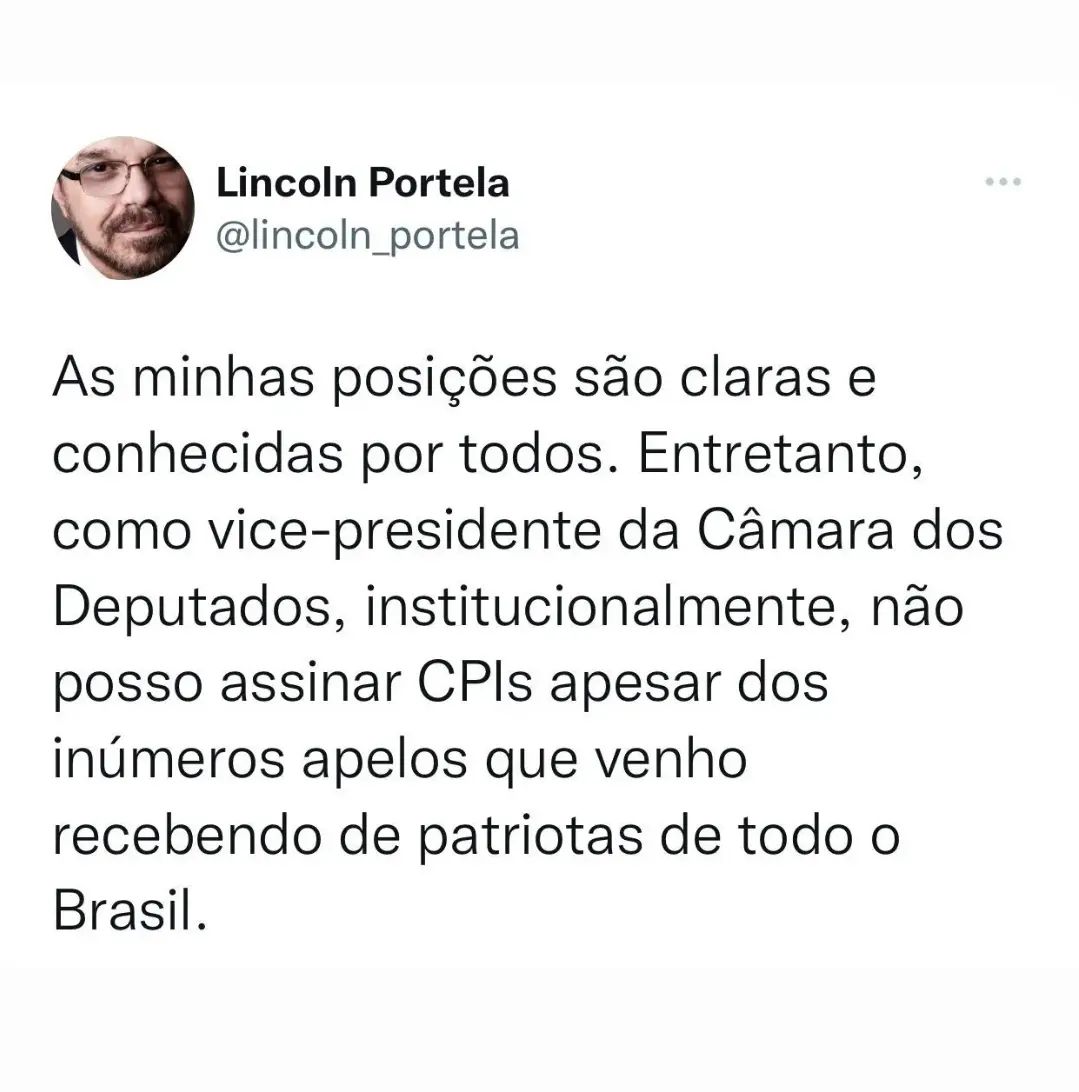 Lincoln Portela
@lincoln_portela
As minhas posições são claras e
conhecidas por todos. Entretanto,
como vice-presidente da Câmara dos
Deputados, institucionalmente, não
posso assinar CPIs apesar dos
inúmeros apelos que venho
recebendo de patriotas de todo o
Brasil.